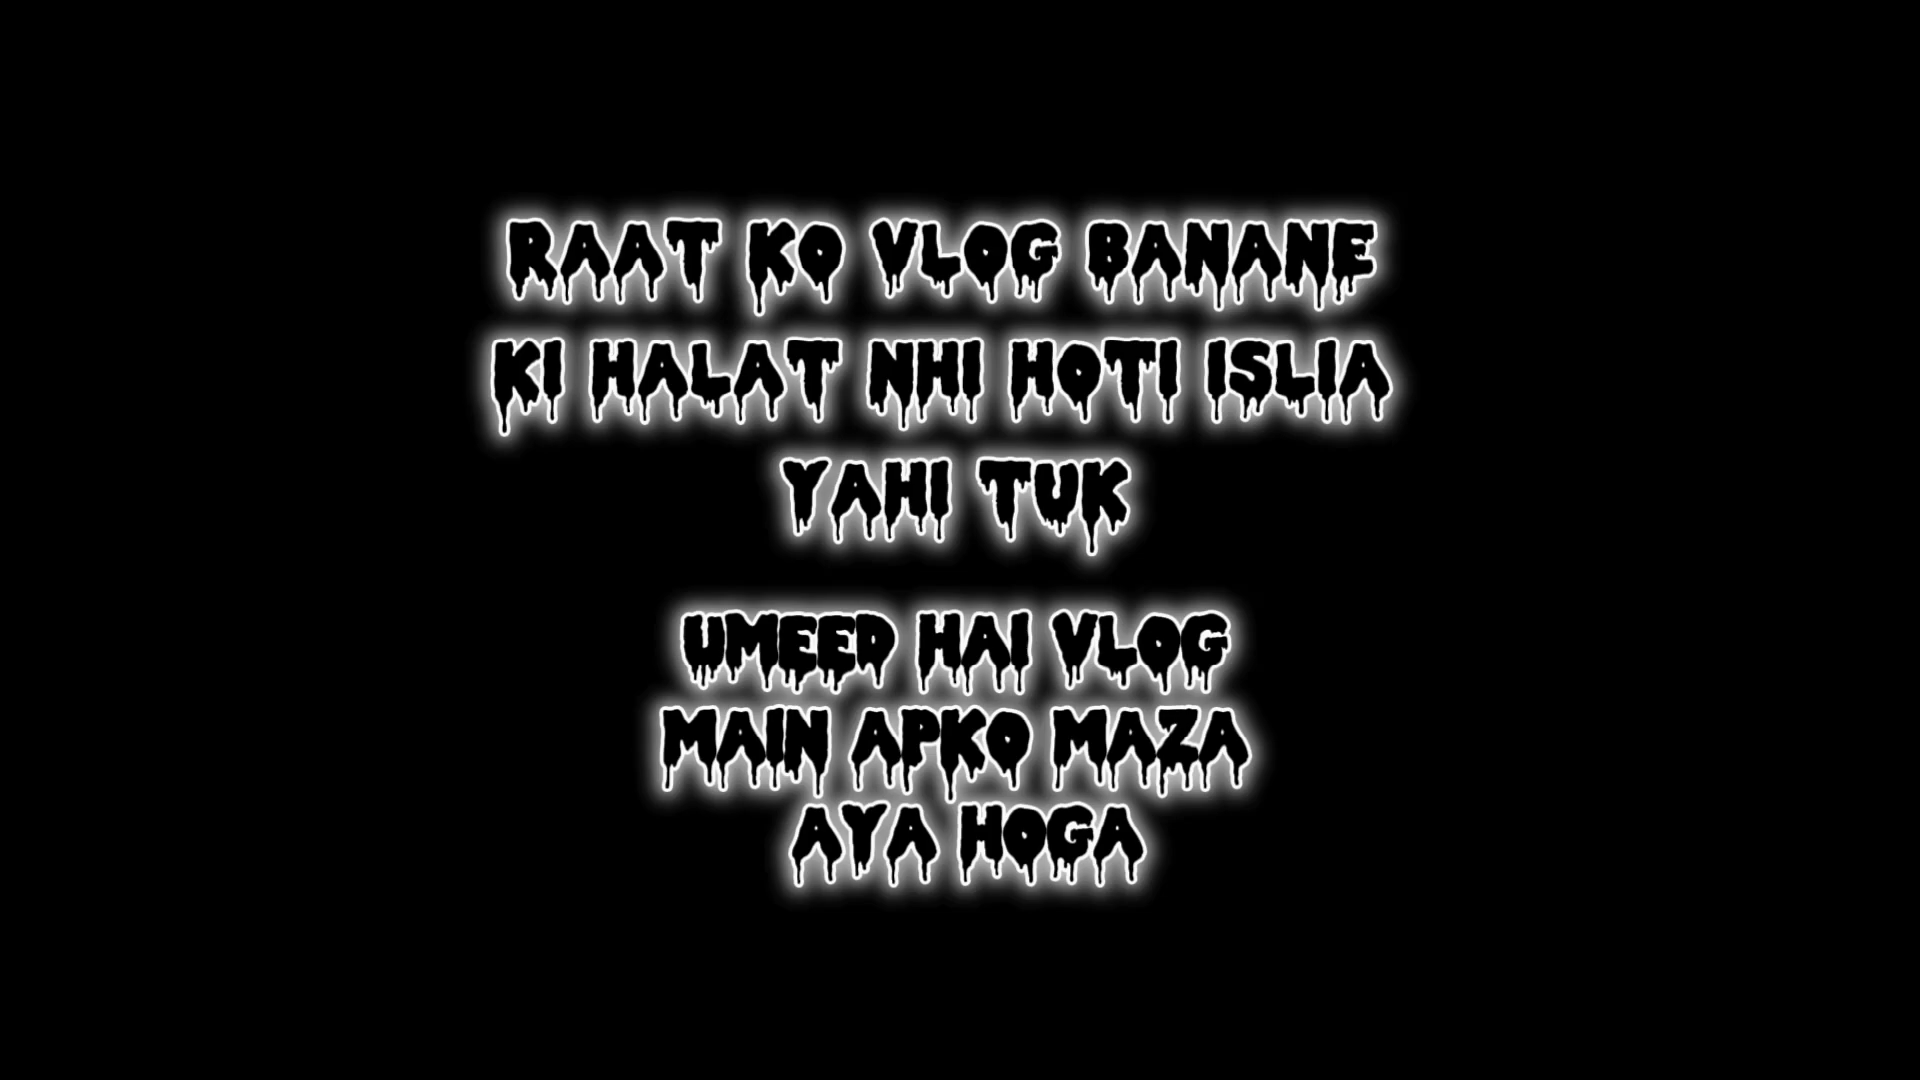 RAAT KO VLOG BANANE
KI HALAT NHI HOTI ISLIA
YAHI TUK
UMEED HAI VLOG
MAIN APKO MAZA
AYA HOGA